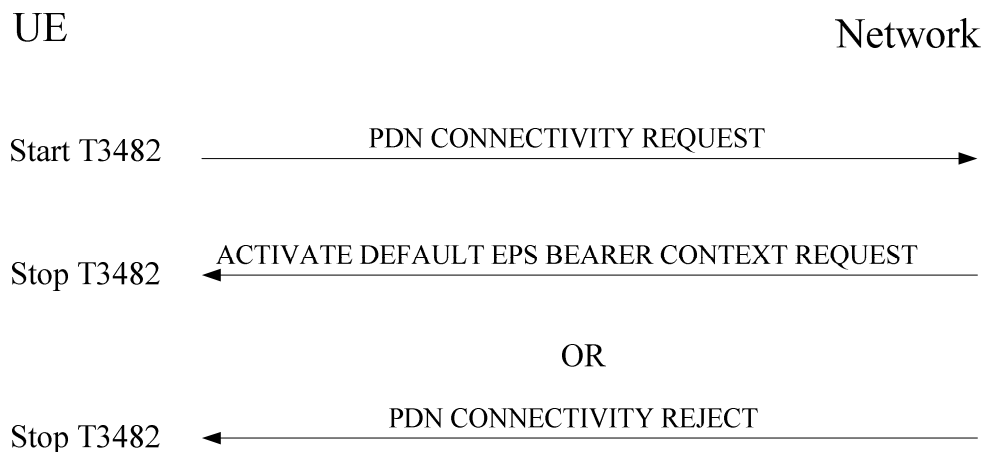 UE
Network
Start T3482
PDN CONNECTIVITY REQUEST
Stop T3482
ACTIVATE DEFAULT EPS BEARER CONTEXT REQUEST
OR
Stop T3482
PDN CONNECTIVITY REJECT